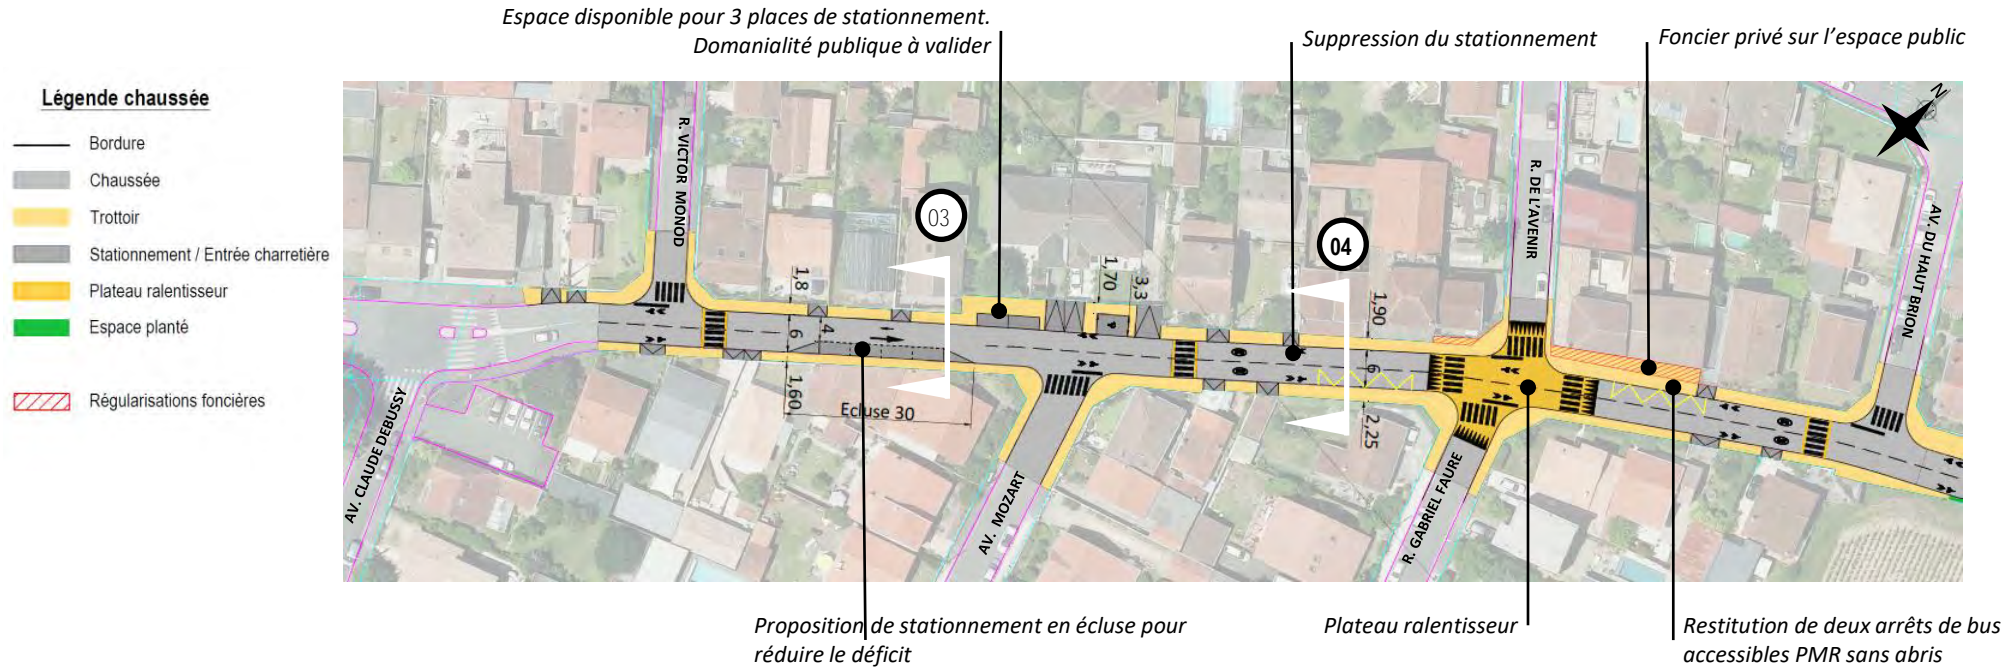 Espace disponible pour 3 places de stationnement.
Domanialité publique à valider
Suppression du stationnement
Foncier privé sur l'espace public
Légende chaussée
Bordure
Chaussée
Trottoir
Stationnement / Entrée charretière
Plateau ralentisseur
Espace planté
Régularisations foncières
N
R. VICTOR MONOD
R. DE L'AVENIR
AV. DU HAUT BRION
03
04
1,8
6
4
1,60
Ecluse 30
1,70
3,3
1,90
6
2,25
AV. CLAUDE DEBUSSY
AV. MOZART
R. GABRIEL FAURE
Proposition de stationnement en écluse pour
réduire le déficit
Plateau ralentisseur
Restitution de deux arrêts de bus
accessibles PMR sans abris